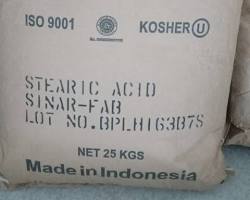 ISO 9001
KOSHER U
STEARIC ACID
SINAR-FAB
LOT NO.BPLH163B7S
NET 25 KGS
Made in Indonesia